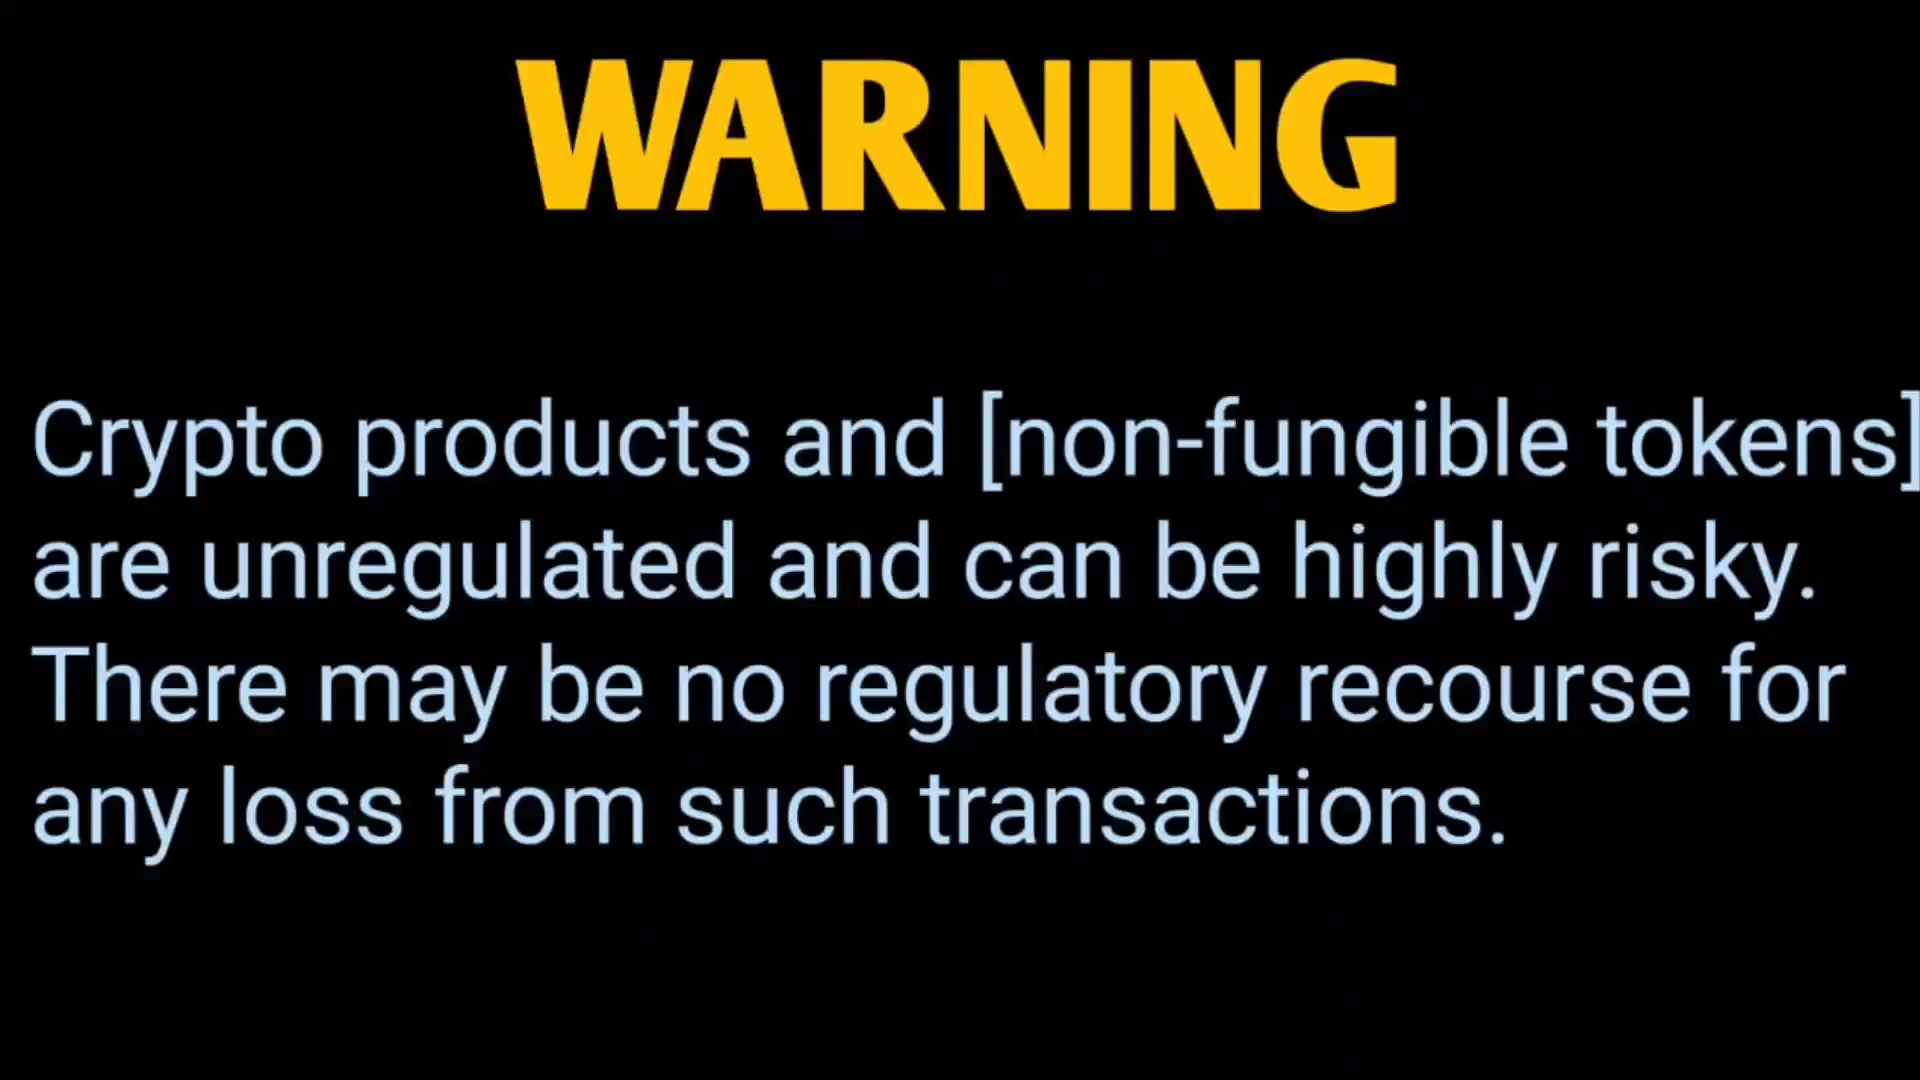 WARNING
Crypto products and [non-fungible tokens]
are unregulated and can be highly risky.
There may be no regulatory recourse for
any loss from such transactions.